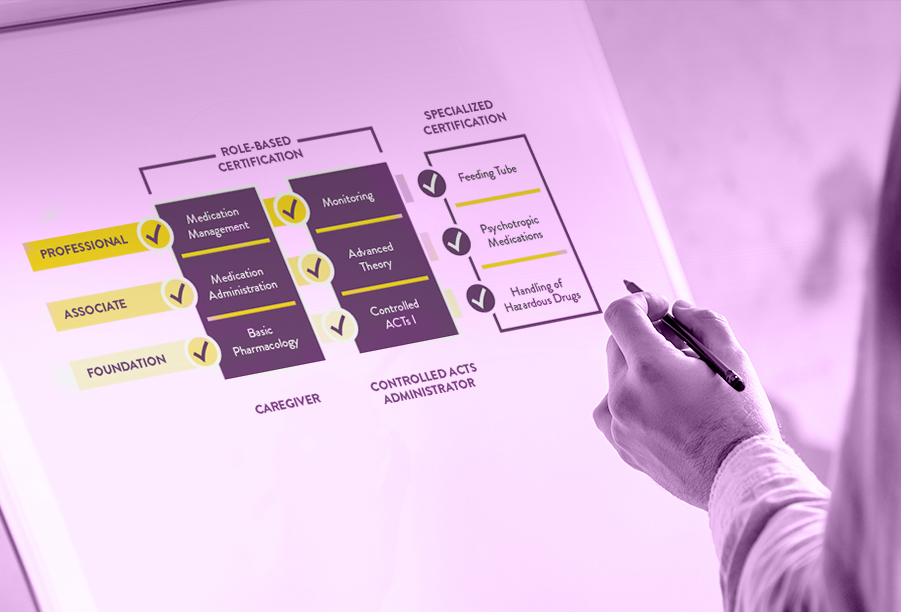 SPECIALIZED
CERTIFICATION
ROLE-BASED
CERTIFICATION
PROFESSIONAL
Medication
Management
Monitoring
Feeding Tube
ASSOCIATE
Medication
Administration
Advanced
Theory
Psychotropic
Medications
FOUNDATION
Basic
Pharmacology
Controlled
ACTs I
Handling of
Hazardous Drugs
CAREGIVER
CONTROLLED ACTS
ADMINISTRATOR